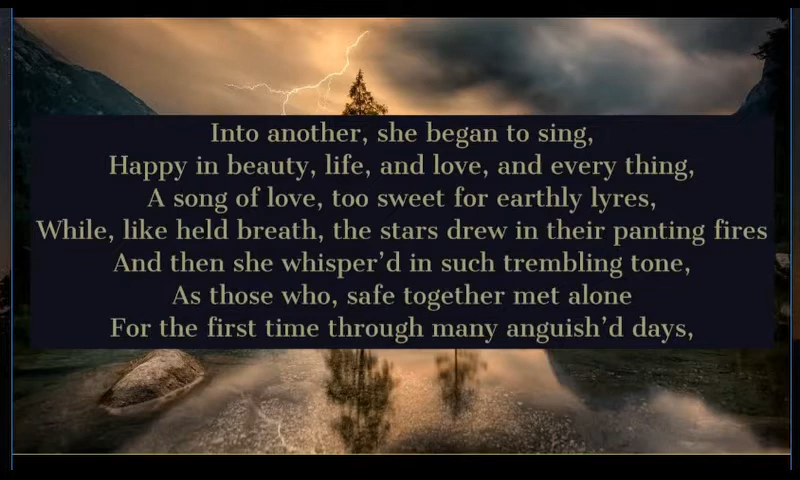 Into another, she began to sing,
Happy in beauty, life, and love, and every thing,
A song of love, too sweet for earthly lyres,
While, like held breath, the stars drew in their panting fires
And then she whisper’d in such trembling tone,
As those who, safe together met alone
For the first time through many anguish’d days,